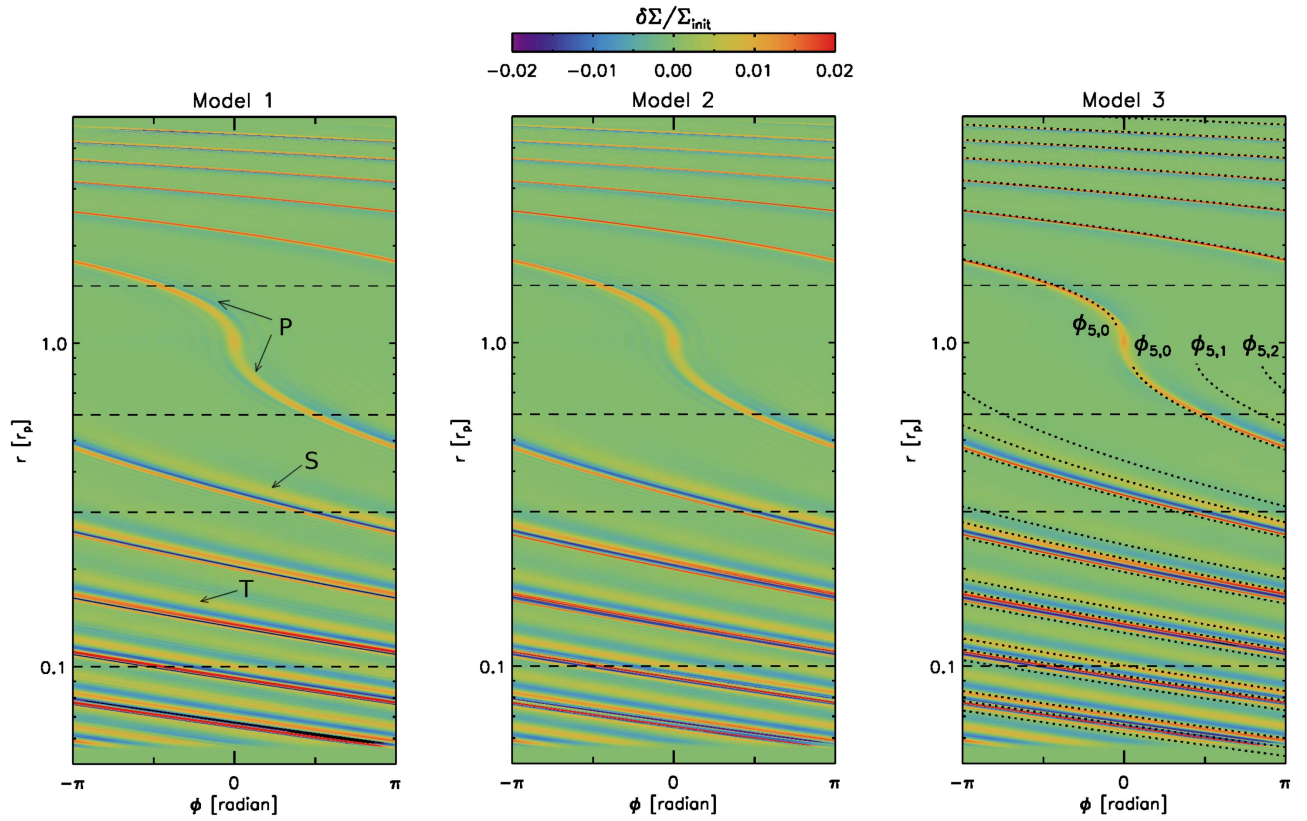 δΣ/Σinit
−0.02 −0.01 0.00 0.01 0.02
Model 1 Model 2 Model 3
P
S
T
ϕ5,0
ϕ5,0 ϕ5,1 ϕ5,2
1.0 1.0 1.0
0.1 0.1 0.1
r [rp] r [rp] r [rp]
−π 0 π −π 0 π −π 0 π
ϕ [radian] ϕ [radian] ϕ [radian]